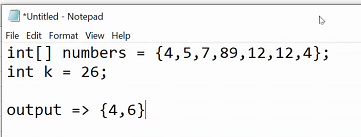 *Untitled - Notepad
File Edit Format View Help
int[] numbers = {4,5,7,89,12,12,4};
int k = 26;
output => {4,6}